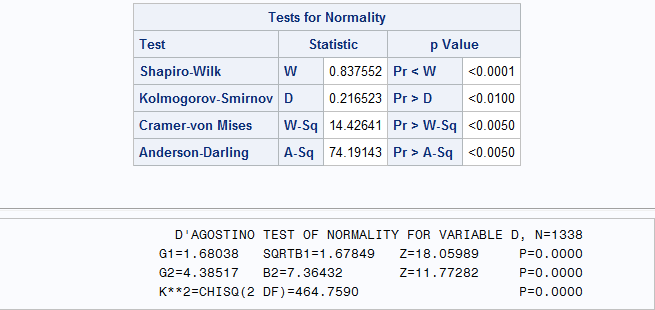 Tests for Normality
Test Statistic p Value
Shapiro-Wilk W 0.837552 Pr < W <0.0001
Kolmogorov-Smirnov D 0.216523 Pr > D <0.0100
Cramer-von Mises W-Sq 14.42641 Pr > W-Sq <0.0050
Anderson-Darling A-Sq 74.19143 Pr > A-Sq <0.0050
D'AGOSTINO TEST OF NORMALITY FOR VARIABLE D, N=1338
G1=1.68038 SQRTB1=1.67849 Z=18.05989 P=0.0000
G2=4.38517 B2=7.36432 Z=11.77282 P=0.0000
K**2=CHISQ(2 DF)=464.7590 P=0.0000